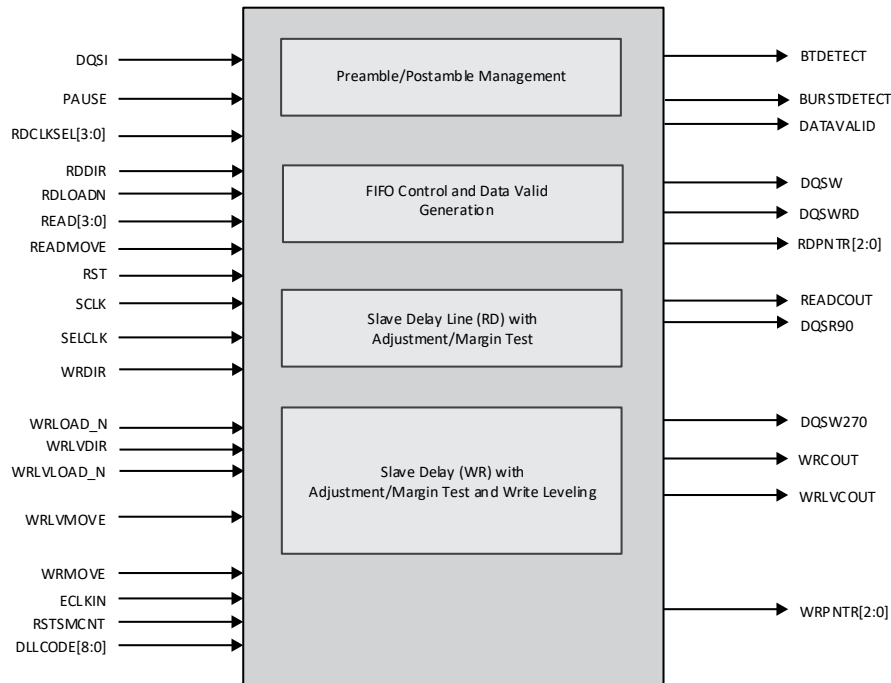 DQSI
PAUSE
RDCLKSEL[3:0]
RDDIR
RDLOADN
READ[3:0]
READMOVE
RST
SCLK
SELCLK
WRDIR
WRLOAD_N
WRLVDIR
WRLVLOAD_N
WRLVMOVE
WRMOVE
ECLKIN
RSTSMCNT
DLLCODE[8:0]
Preamble/Postamble Management
FIFO Control and Data Valid
Generation
Slave Delay Line (RD) with
Adjustment/Margin Test
Slave Delay (WR) with
Adjustment/Margin Test and Write Leveling
BTDETECT
BURSTDETECT
DATAVALID
DQSW
DQSWRD
RDPNTR[2:0]
READCOUT
DQSR90
DQSW270
WRCOUT
WRLVCOUT
WRPNTR[2:0]